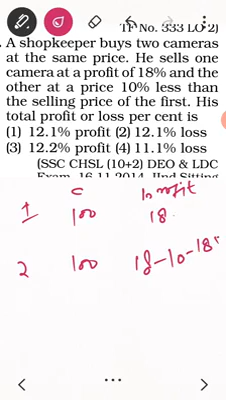 TF No. 333 LO 2)
A shopkeeper buys two cameras
at the same price. He sells one
camera at a profit of 18% and the
other at a price 10% less than
the selling price of the first. His
total profit or loss per cent is
(1) 12.1% profit (2) 12.1% loss
(3) 12.2% profit (4) 11.1% loss
(SSC CHSL (10+2) DEO & LDC
Exam. 16.11.2014, IInd Sitting
C profit
1 100 18
2 100 18-10-18